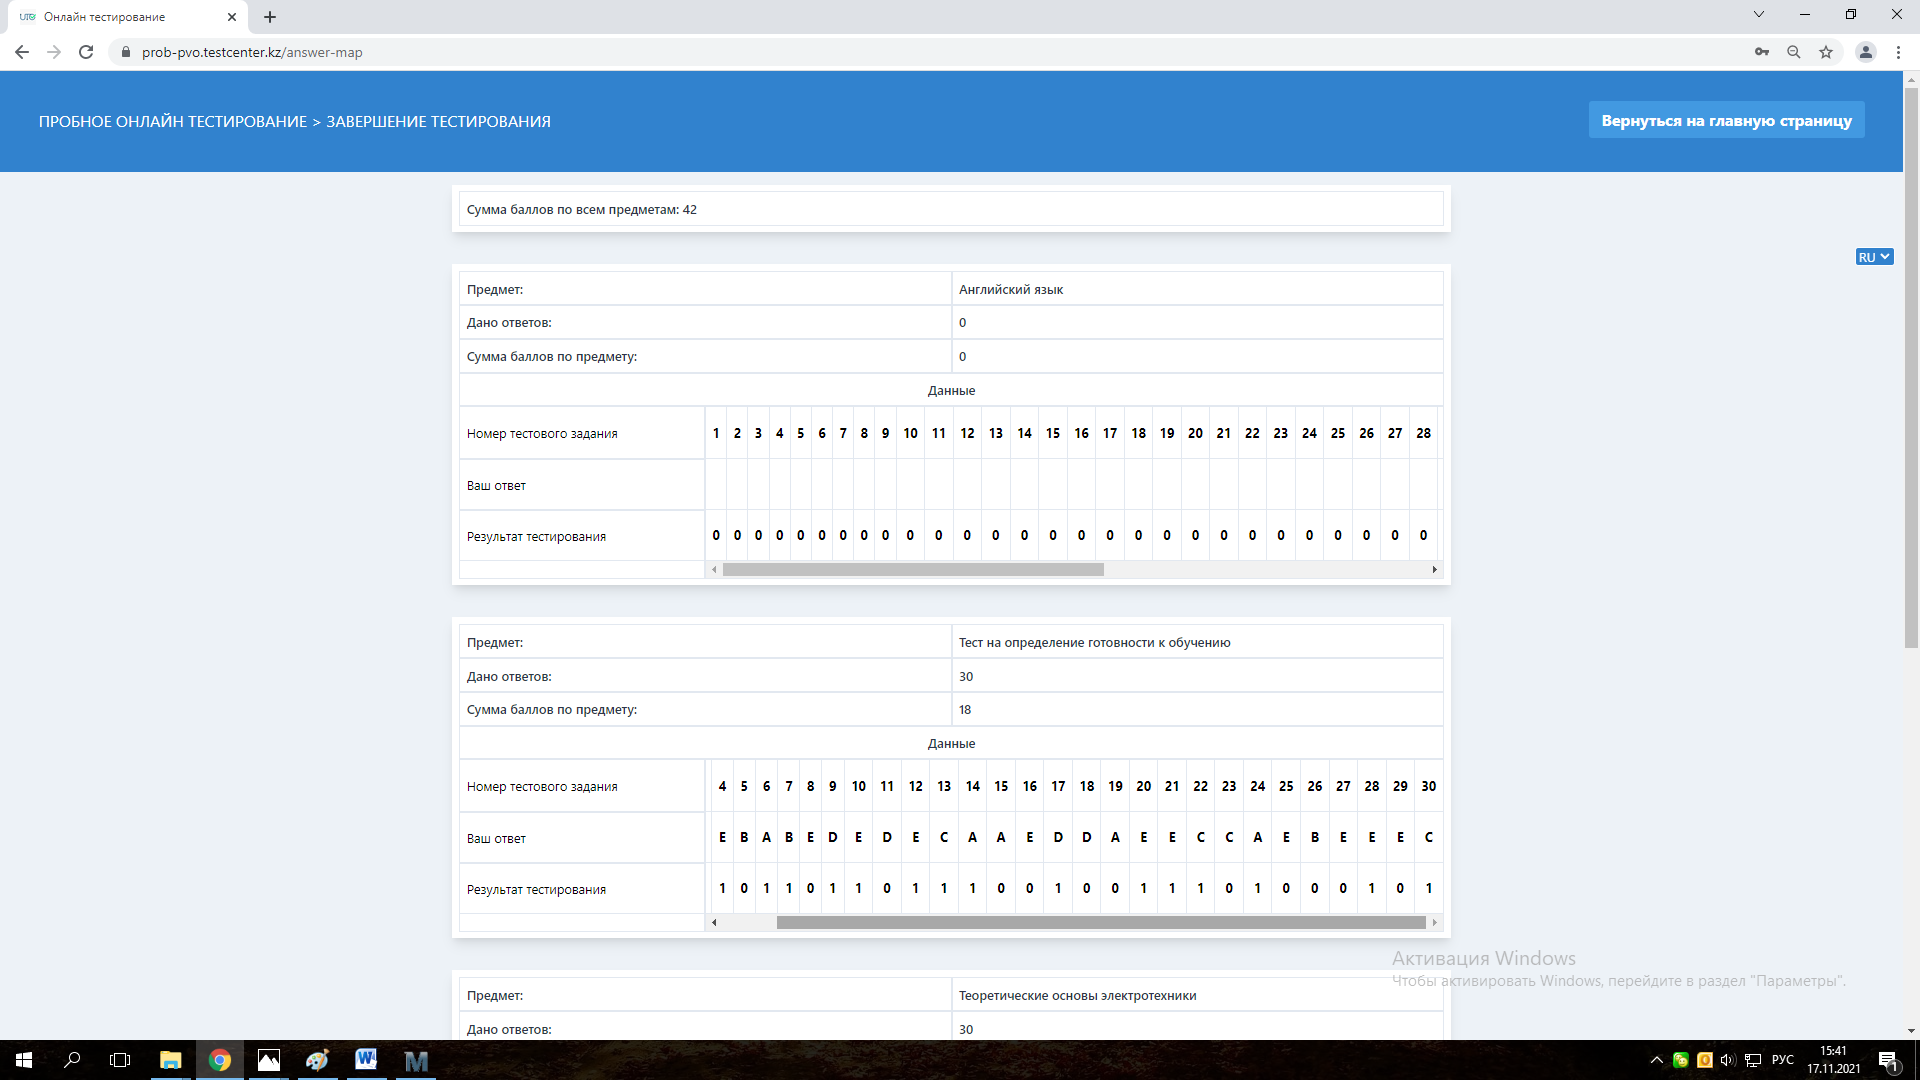 Онлайн тестирование
prob-pvo.testcenter.kz/answer-map
ПРОБНОЕ ОНЛАЙН ТЕСТИРОВАНИЕ > ЗАВЕРШЕНИЕ ТЕСТИРОВАНИЯ
Вернуться на главную страницу
Сумма баллов по всем предметам: 42
RU
Предмет: Английский язык
Дано ответов: 0
Сумма баллов по предмету: 0
Данные
Номер тестового задания 1 2 3 4 5 6 7 8 9 10 11 12 13 14 15 16 17 18 19 20 21 22 23 24 25 26 27 28
Ваш ответ
Результат тестирования 0 0 0 0 0 0 0 0 0 0 0 0 0 0 0 0 0 0 0 0 0 0 0 0 0 0 0 0
Предмет: Тест на определение готовности к обучению
Дано ответов: 30
Сумма баллов по предмету: 18
Данные
Номер тестового задания 4 5 6 7 8 9 10 11 12 13 14 15 16 17 18 19 20 21 22 23 24 25 26 27 28 29 30
Ваш ответ E B A B E D E D E C A A E D D A E E C C A E B E E E C
Результат тестирования 1 0 1 1 0 1 1 0 1 1 1 0 0 1 0 0 1 1 1 0 1 0 0 0 1 0 1
Активация Windows
Чтобы активировать Windows, перейдите в раздел "Параметры".
Предмет: Теоретические основы электротехники
Дано ответов: 30
РУС
15:41
17.11.2021
1